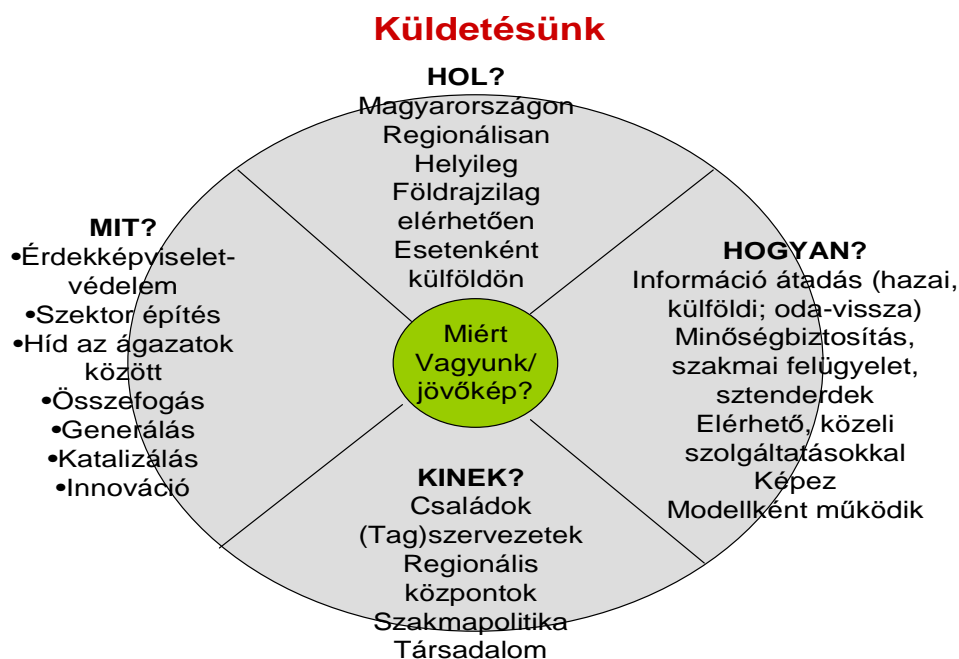 Küldetésünk
HOL?
Magyarországon
Regionálisan
Helyileg
Földrajzilag
elérhetően
Esetenként
külföldön
MIT?
•Érdekképviselet-
védelem
•Szektor építés
•Híd az ágazatok
között
•Összefogás
•Generálás
•Katalizálás
•Innováció
Miért
Vagyunk/
jövőkép?
HOGYAN?
Információ átadás (hazai,
külföldi; oda-vissza)
Minőségbiztosítás,
szakmai felügyelet,
sztenderdek
Elérhető, közeli
szolgáltatásokkal
Képez
Modellként működik
KINEK?
Családok
(Tag)szervezetek
Regionális
központok
Szakmapolitika
Társadalom